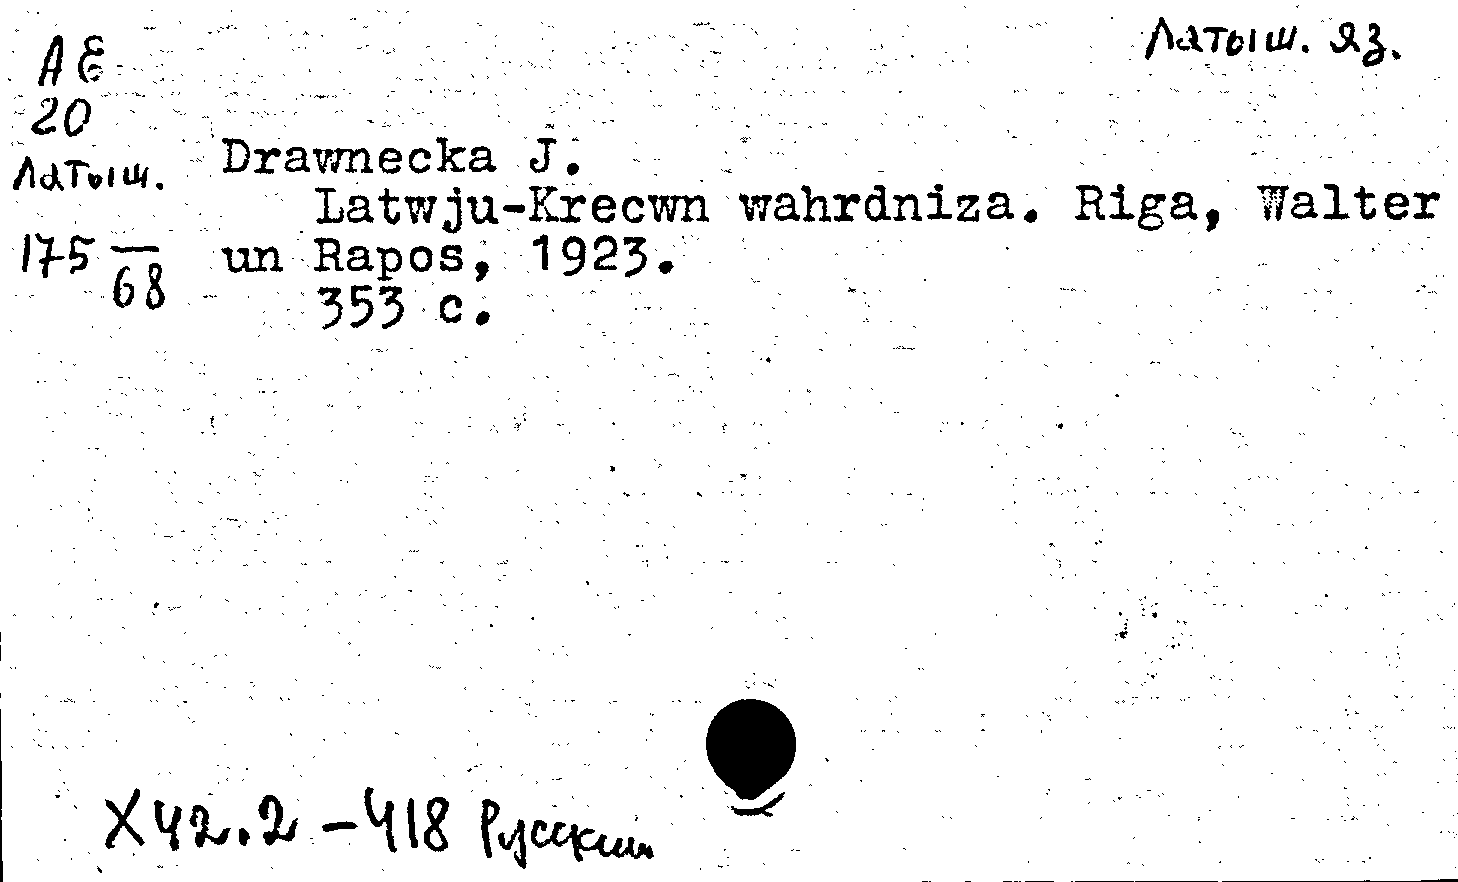 Латыш. яз.
АЕ
20
Латыш.
175 —
68
Drawnecka J.
Latwju-Krecwn wahrdniza. Riga, Walter
un Rapos, 1923.
353 с.
Х42.2 -418 Русский